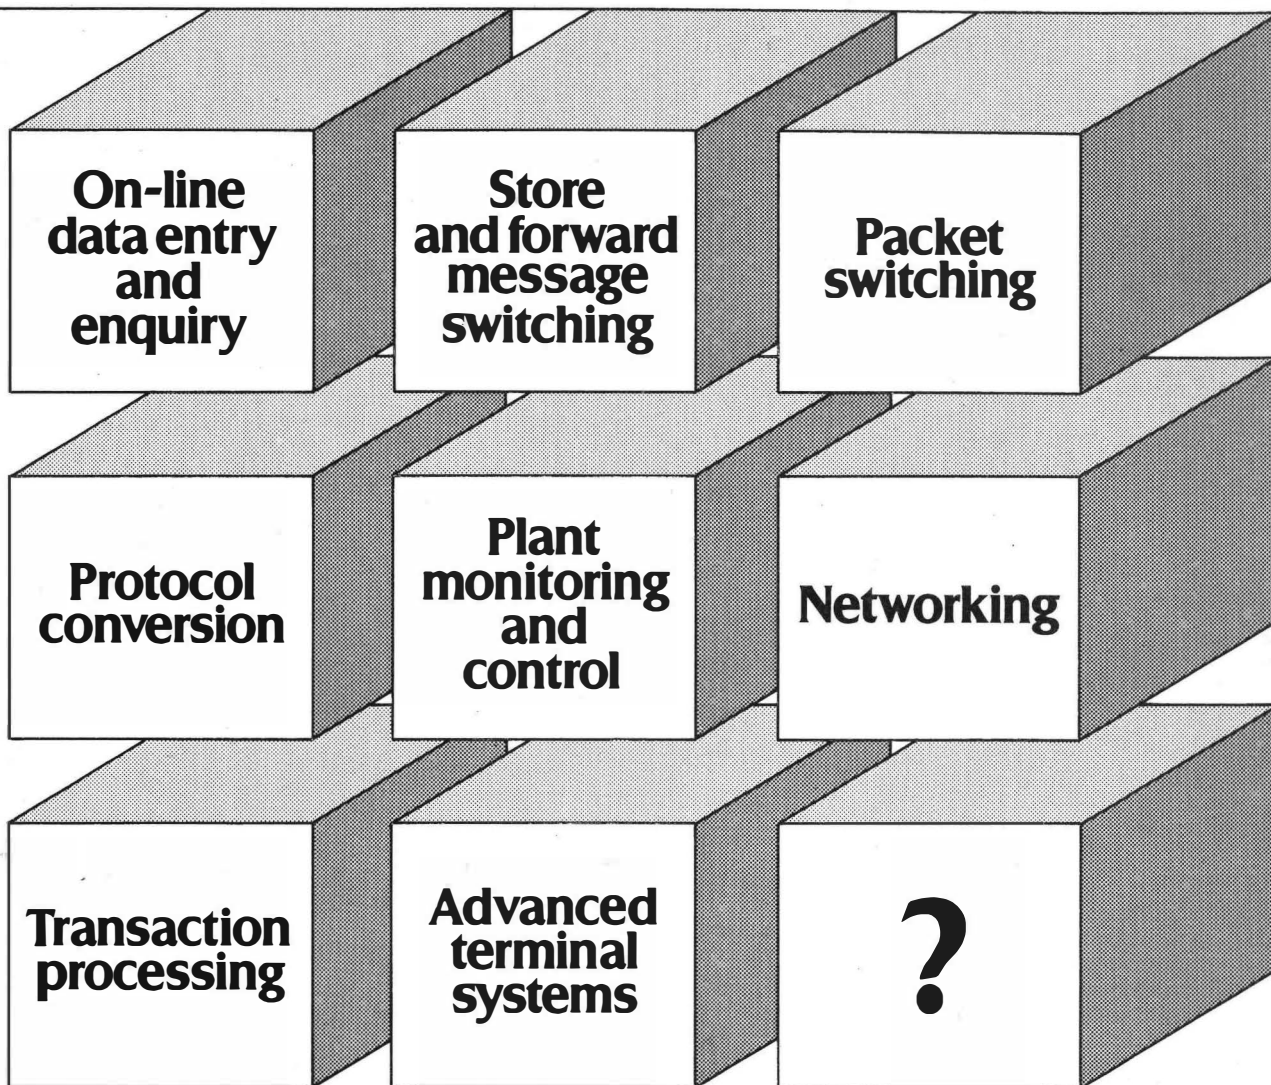 On-line
data entry
and
enquiry
Store
and forward
message
switching
Packet
switching
Protocol
conversion
Plant
monitoring
and
control
Networking
Transaction
processing
Advanced
terminal
systems
?